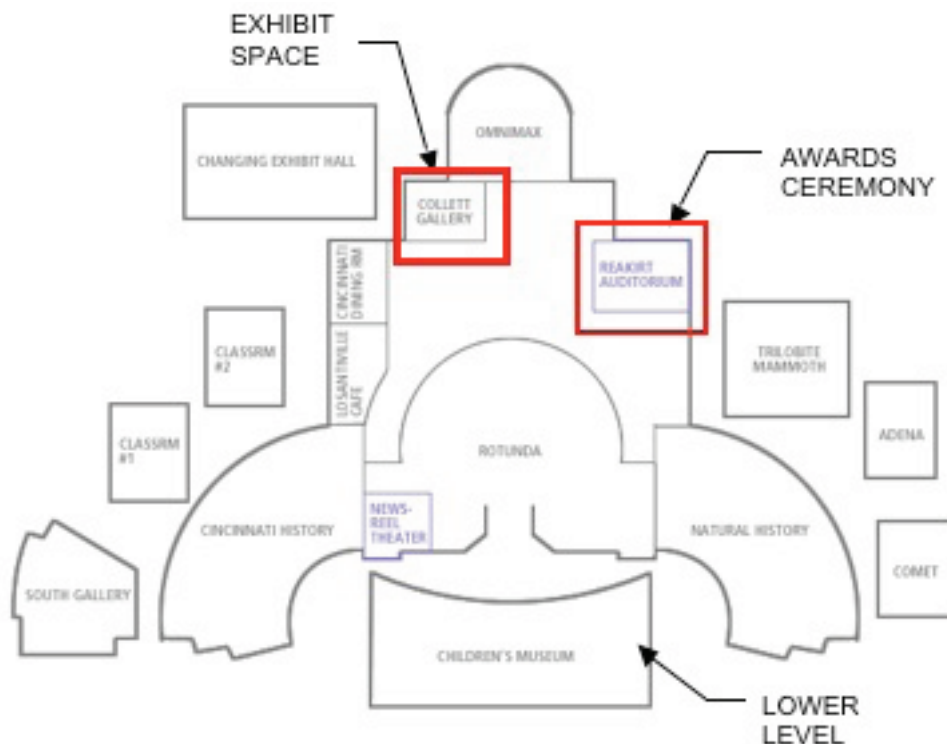 EXHIBIT
SPACE
OMNIMAX
CHANGING EXHIBIT HALL
AWARDS
CEREMONY
COLLETT
GALLERY
CINCINNATI
DINING RM
REAKIRT
AUDITORIUM
CLASSRM
#2
LOSANTIVILLE
CAFE
TRILOBITE
MAMMOTH
CLASSRM
#1
ROTUNDA
ADENA
NEWS-
REEL
THEATER
CINCINNATI HISTORY
NATURAL HISTORY
SOUTH GALLERY
COMET
CHILDREN'S MUSEUM
LOWER
LEVEL